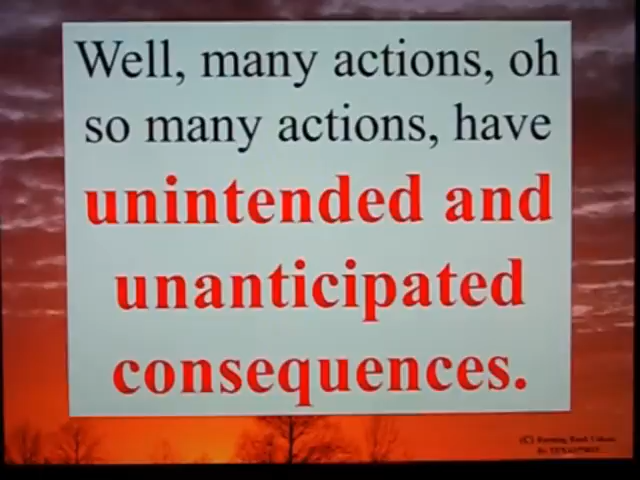 Well, many actions, oh
so many actions, have
unintended and
unanticipated
consequences.
(C)